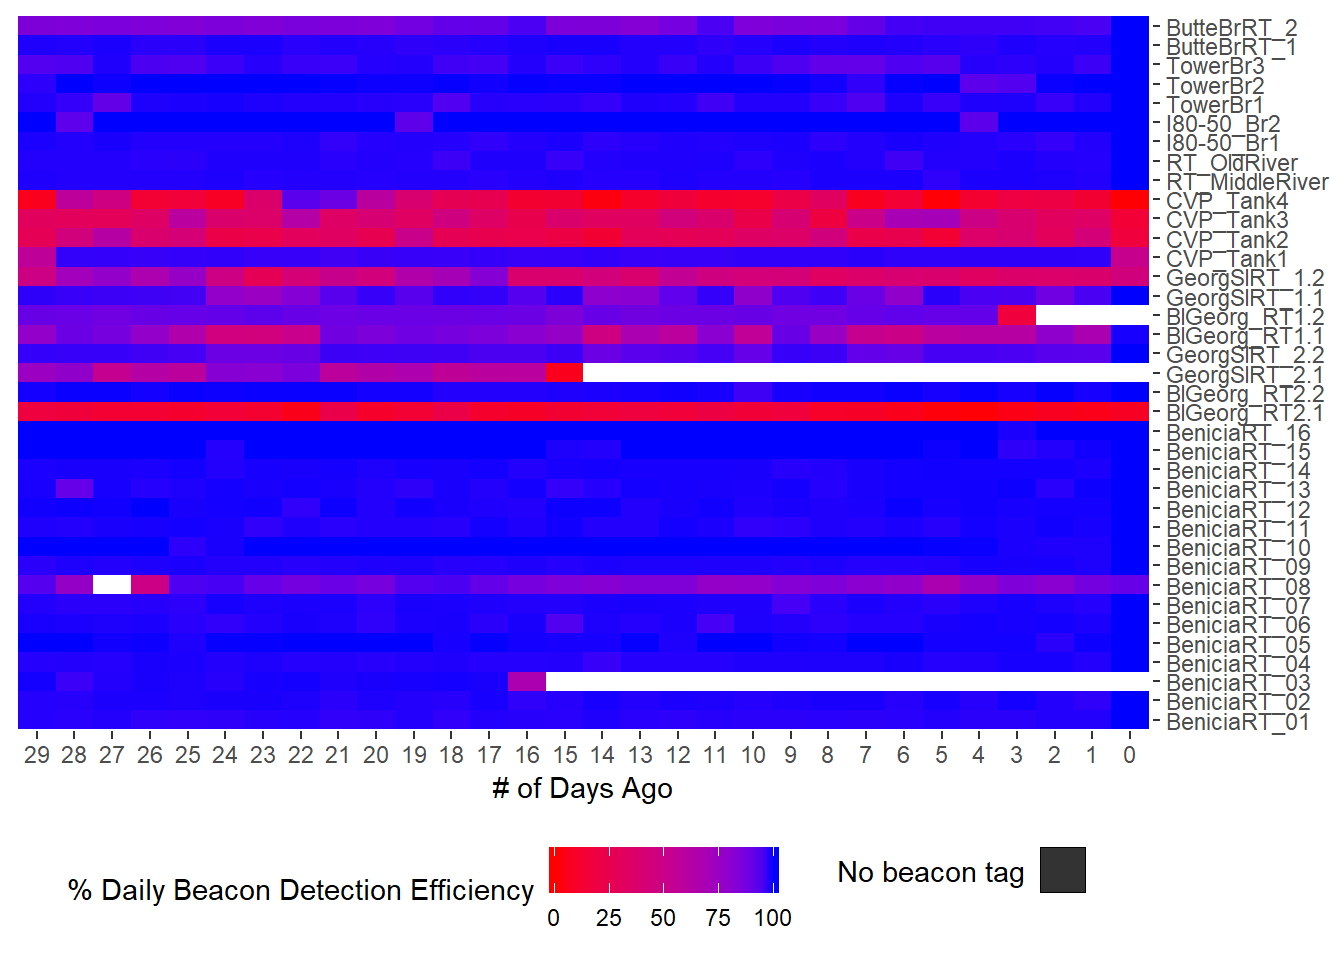 ButteBrRT_2
ButteBrRT_1
TowerBr3
TowerBr2
TowerBr1
I80-50_Br2
I80-50_Br1
RT_OldRiver
RT_MiddleRiver
CVP_Tank4
CVP_Tank3
CVP_Tank2
CVP_Tank1
GeorgSlRT_1.2
GeorgSlRT_1.1
BlGeorg_RT1.2
BlGeorg_RT1.1
GeorgSlRT_2.2
GeorgSlRT_2.1
BlGeorg_RT2.2
BlGeorg_RT2.1
BeniciaRT_16
BeniciaRT_15
BeniciaRT_14
BeniciaRT_13
BeniciaRT_12
BeniciaRT_11
BeniciaRT_10
BeniciaRT_09
BeniciaRT_08
BeniciaRT_07
BeniciaRT_06
BeniciaRT_05
BeniciaRT_04
BeniciaRT_03
BeniciaRT_02
BeniciaRT_01
29 28 27 26 25 24 23 22 21 20 19 18 17 16 15 14 13 12 11 10 9 8 7 6 5 4 3 2 1 0
# of Days Ago
% Daily Beacon Detection Efficiency
0 25 50 75 100
No beacon tag